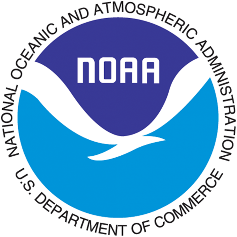 NATIONAL OCEANIC AND ATMOSPHERIC ADMINISTRATION
NOAA
U.S. DEPARTMENT OF COMMERCE